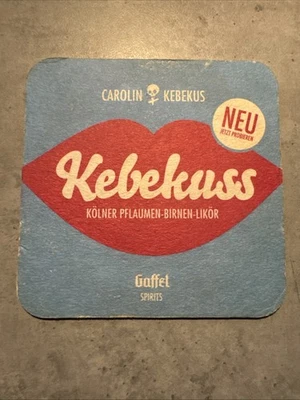 CAROLIN KEBEKUS
NEU
JETZT PROBIEREN
Kebekuss
KÖLNER PFLAUMEN-BIRNEN-LIKÖR
Gaffel
SPIRITS